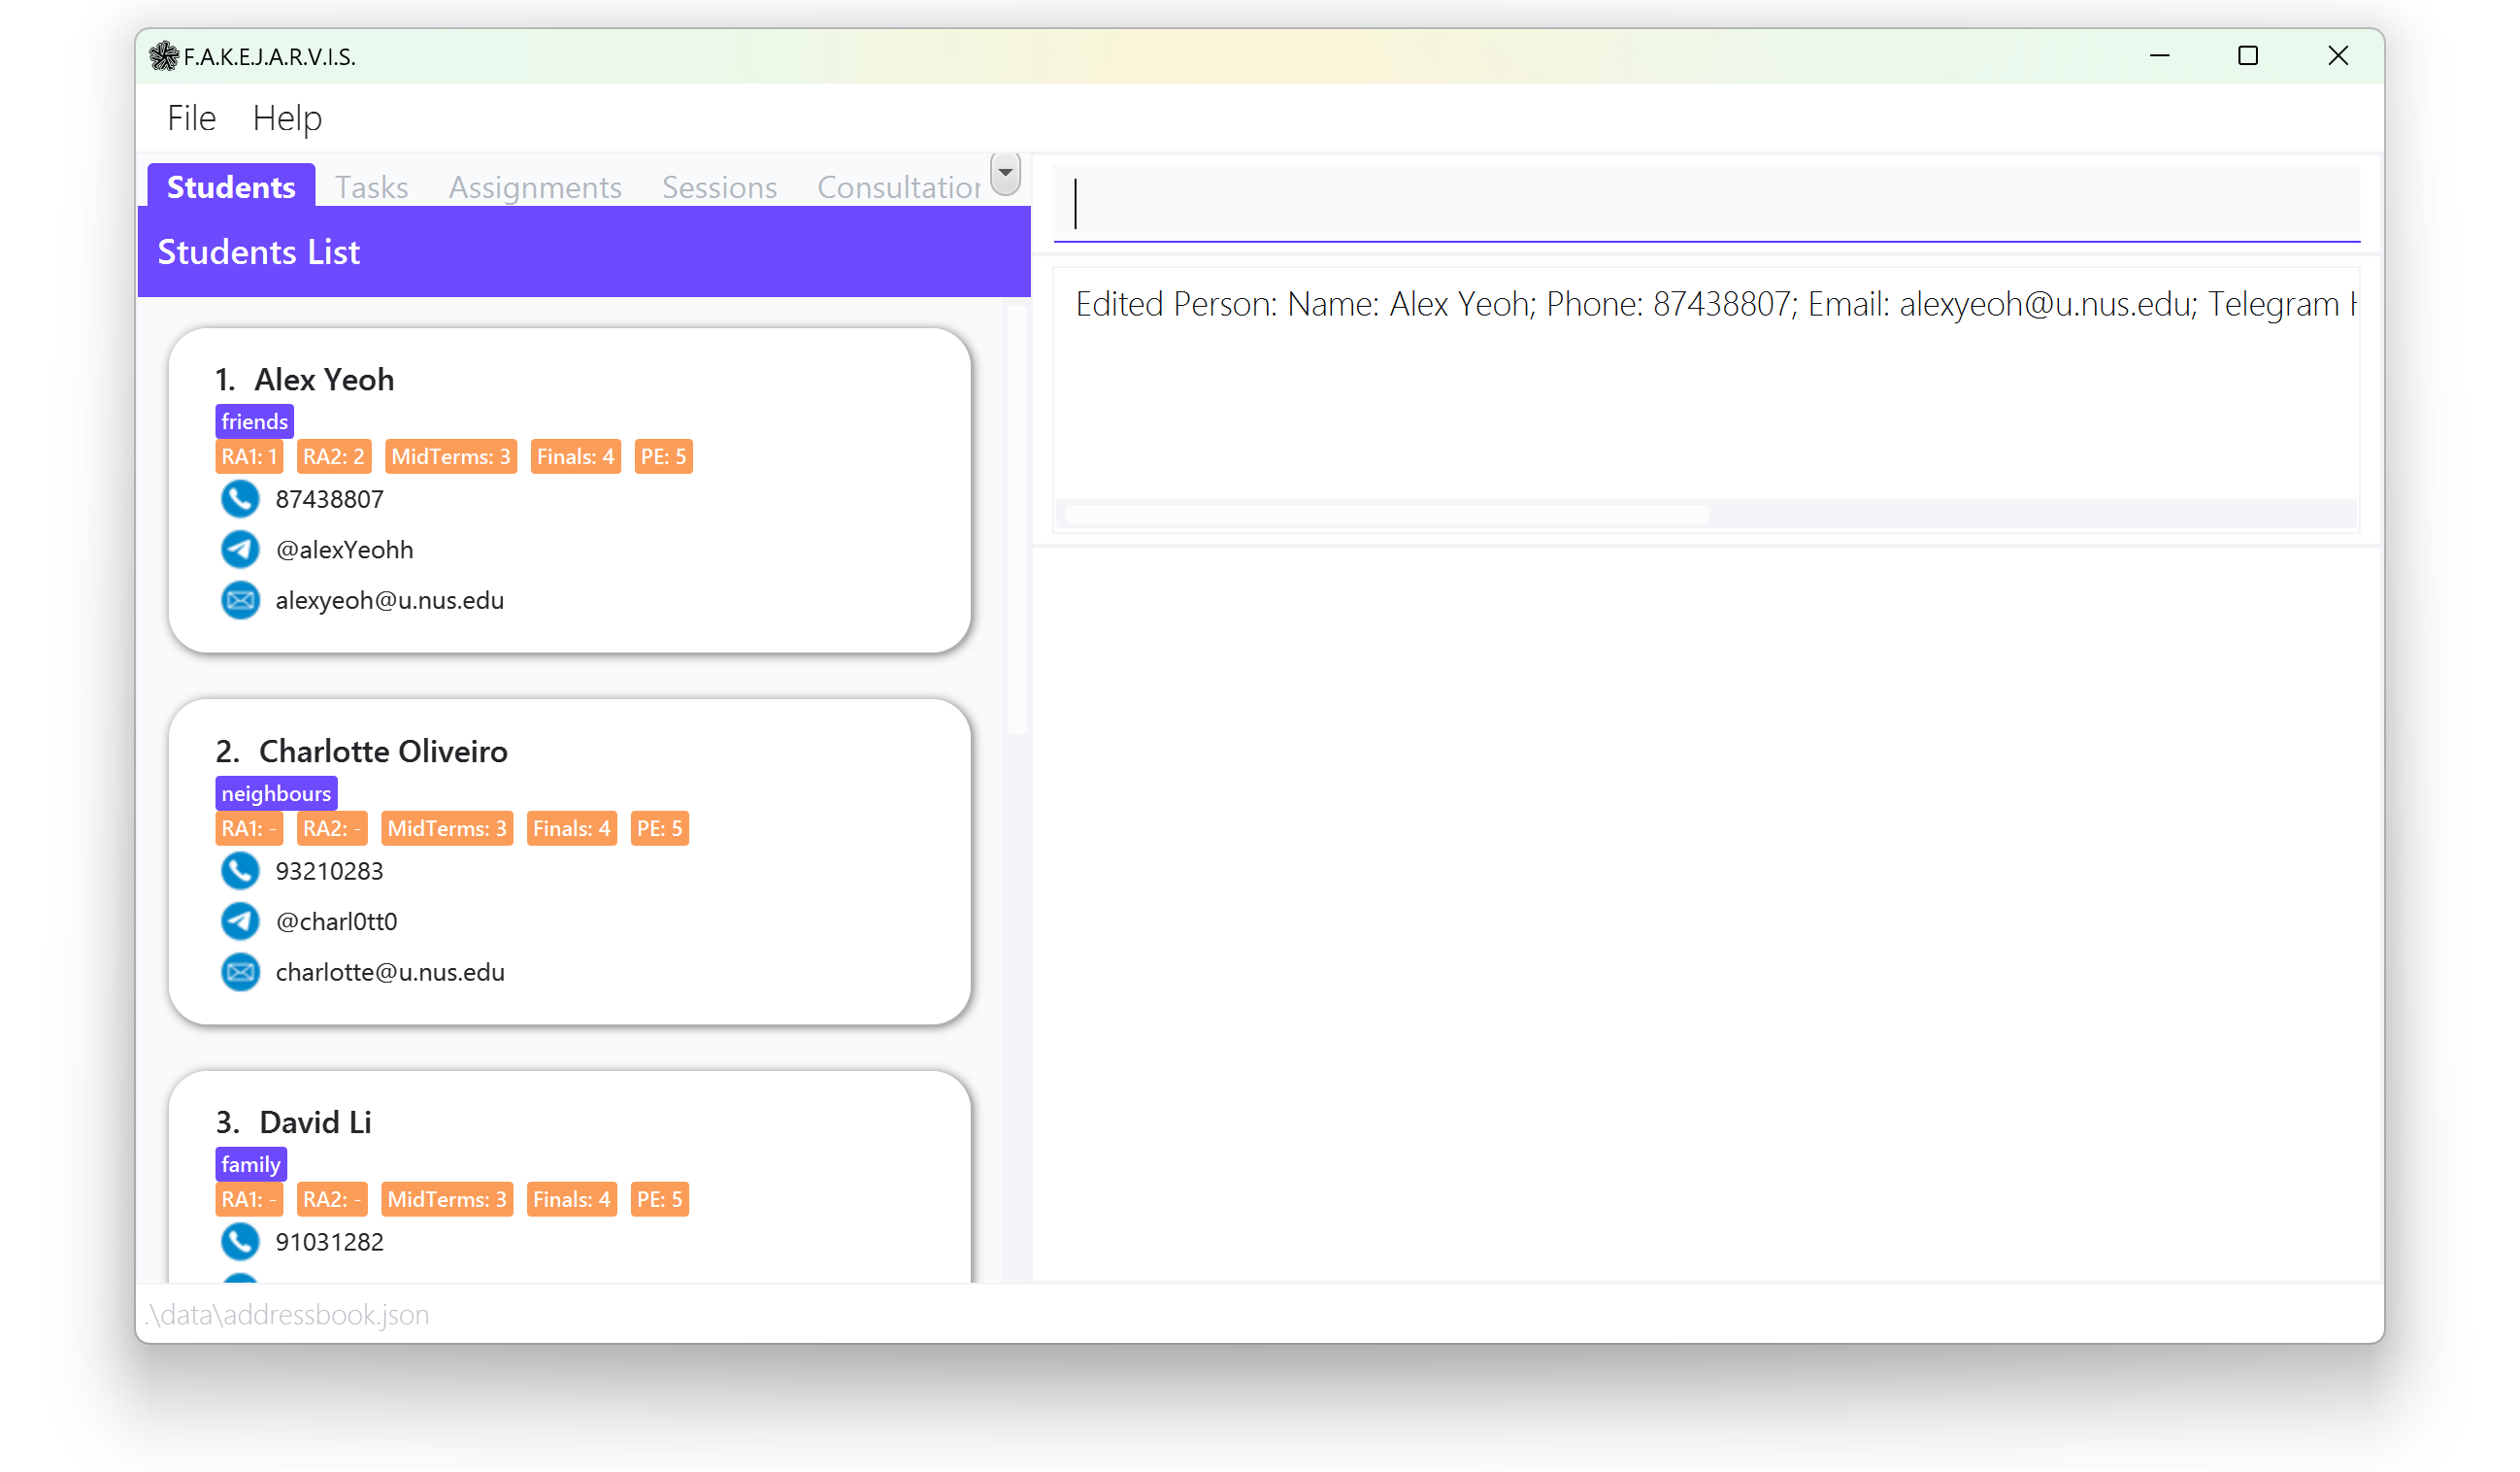 F.A.K.E.J.A.R.V.I.S.
File Help
Students Tasks Assignments Sessions Consultation
Students List
Edited Person: Name: Alex Yeoh; Phone: 87438807; Email: alexyeoh@u.nus.edu; Telegram
1. Alex Yeoh
friends
RA1: 1 RA2: 2 MidTerms: 3 Finals: 4 PE: 5
87438807
@alexYeohh
alexyeoh@u.nus.edu
2. Charlotte Oliveiro
neighbours
RA1: - RA2: - MidTerms: 3 Finals: 4 PE: 5
93210283
@charl0tt0
charlotte@u.nus.edu
3. David Li
family
RA1: - RA2: - MidTerms: 3 Finals: 4 PE: 5
91031282
.\data\addressbook.json